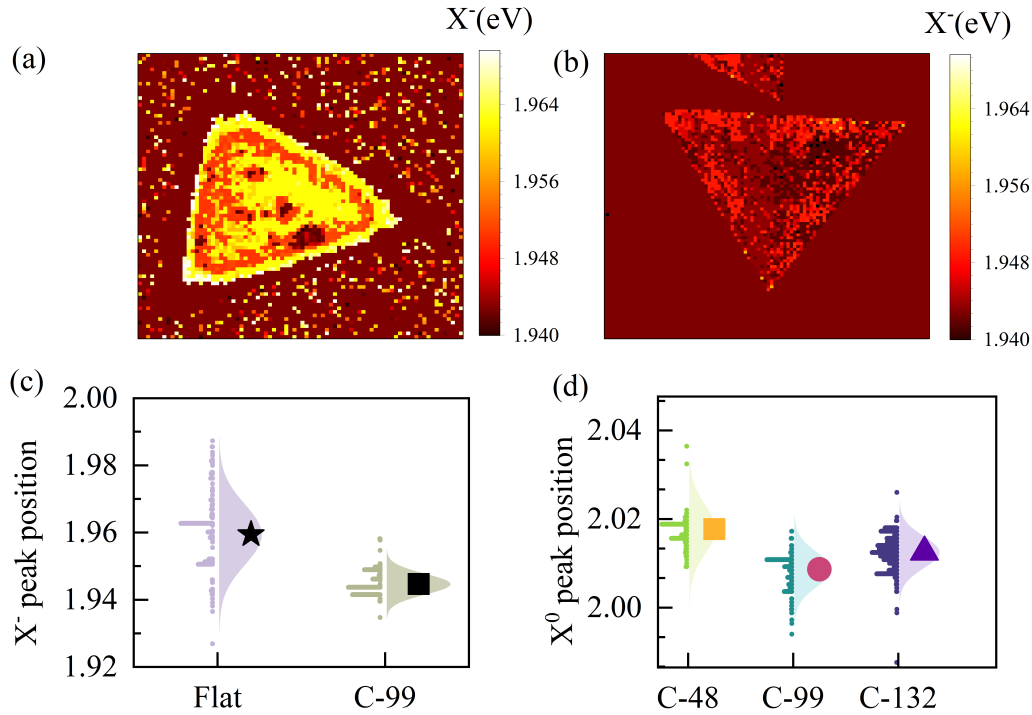 (a)
X⁻(eV)
1.964
1.956
1.948
1.940
(b)
X⁻(eV)
1.964
1.956
1.948
1.940
(c)
X⁻ peak position
2.00
1.98
1.96
1.94
1.92
Flat
C-99
(d)
X⁰ peak position
2.04
2.02
2.00
C-48
C-99
C-132